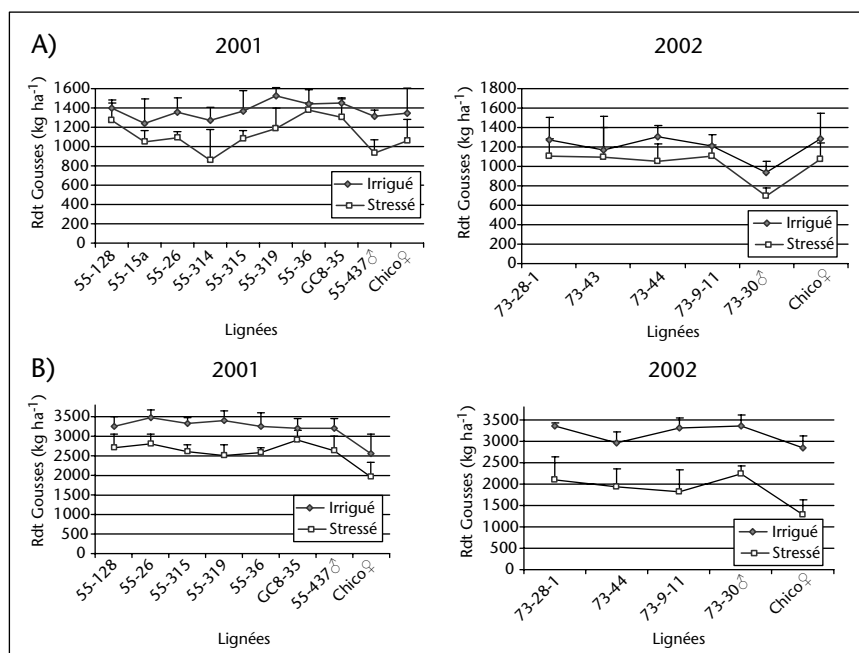 A)
2001
Rdt Gousses (kg ha-1)
1600
1400
1200
1000
800
600
400
200
0
Irrigué
Stressé
55-128
55-15a
55-26
55-314
55-315
55-319
55-36
GC8-35
55-437♂
Chico♀
Lignées
2002
Rdt Gousses (kg ha-1)
1800
1600
1400
1200
1000
800
600
400
200
0
Irrigué
Stressé
73-28-1
73-43
73-44
73-9-11
73-30♂
Chico♀
Lignées
B)
2001
Rdt Gousses (kg ha-1)
3500
3000
2500
2000
1500
1000
500
0
Irrigué
Stressé
55-128
55-26
55-315
55-319
55-36
GC8-35
55-437♂
Chico♀
Lignées
2002
Rdt Gousses (kg ha-1)
3500
3000
2500
2000
1500
1000
500
0
Irrigué
Stressé
73-28-1
73-44
73-9-11
73-30♂
Chico♀
Lignées